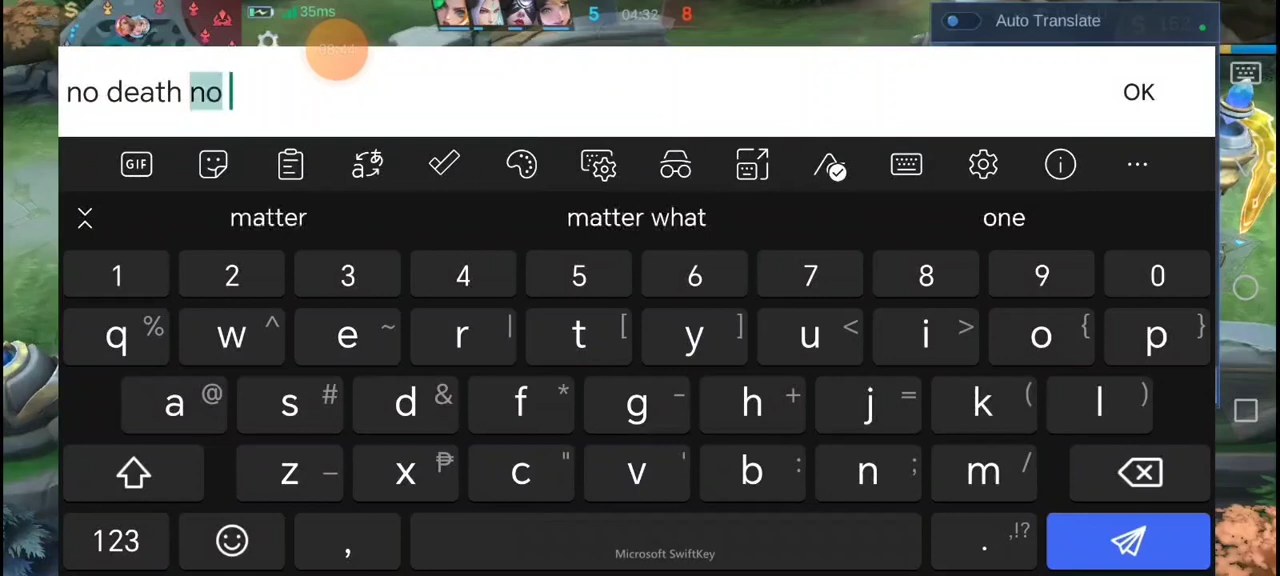 35ms 5 04:32 8 Auto Translate
no death no OK
GIF
matter matter what one
1 2 3 4 5 6 7 8 9 0
q % w ^ e ~ r | t [ y ] u < i > o { p }
a @ s # d & f * g - h + j = k ( l )
z _ x ₱ c " v ' b : n ; m /
123 , Microsoft SwiftKey . ,!?